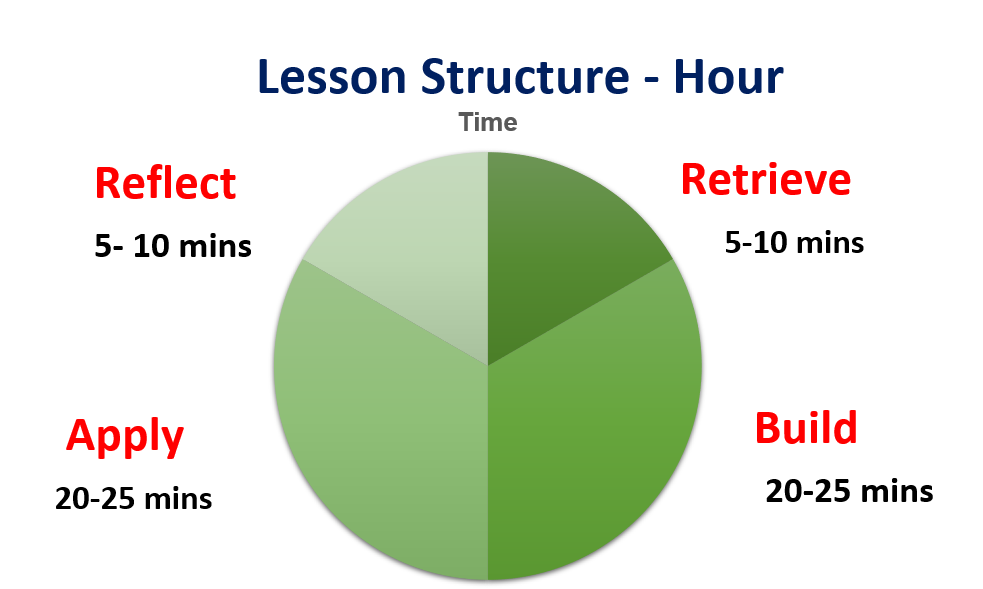 Lesson Structure - Hour
Time
Reflect
5- 10 mins
Retrieve
5-10 mins
Apply
20-25 mins
Build
20-25 mins